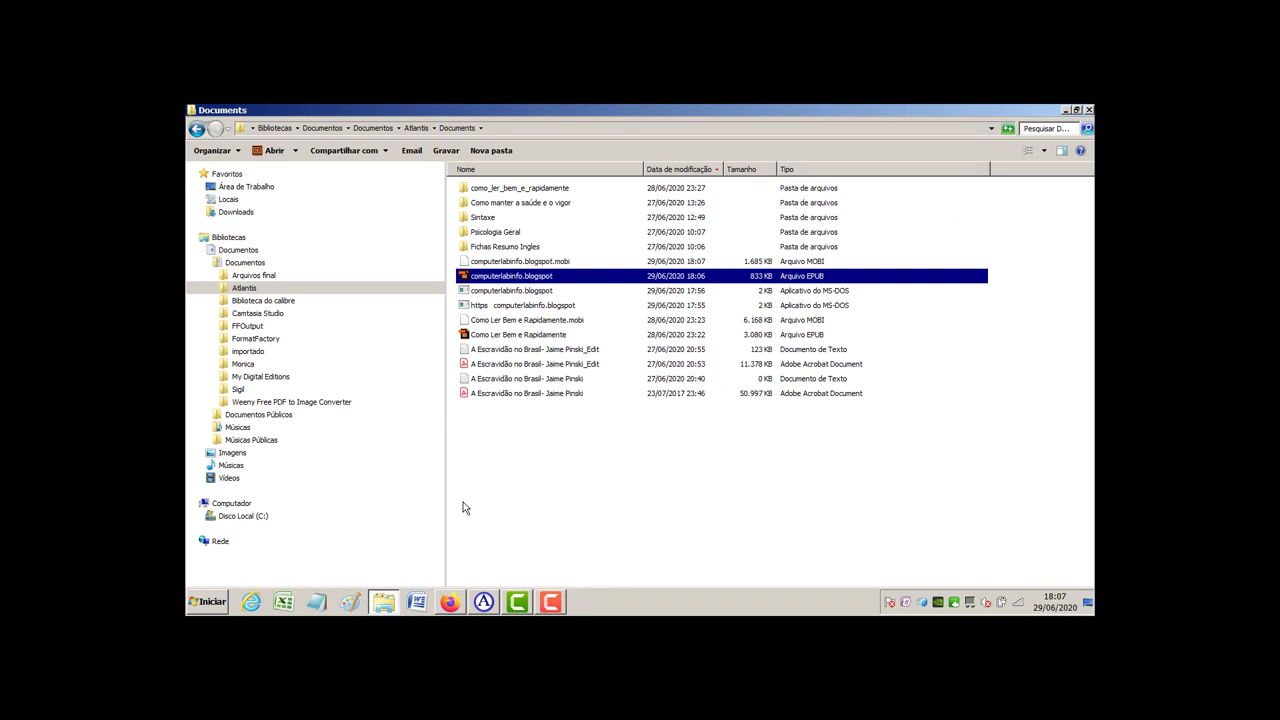 Documents
Bibliotecas Documentos Documentos Atlantis Documents Pesquisar D...
Organizar Abrir Compartilhar com Email Gravar Nova pasta
Favoritos
Área de Trabalho
Locais
Downloads
Bibliotecas
Documentos
Documentos
Arquivos final
Atlantis
Biblioteca do calibre
Camtasia Studio
FFOutput
FormatFactory
importado
Monica
My Digital Editions
Sigil
Weeny Free PDF to Image Converter
Documentos Públicos
Músicas
Músicas Públicas
Imagens
Músicas
Vídeos
Computador
Disco Local (C:)
Rede
Nome Data de modificação Tamanho Tipo
como_ler_bem_e_rapidamente 28/06/2020 23:27 Pasta de arquivos
Como manter a saúde e o vigor 27/06/2020 13:26 Pasta de arquivos
Sintaxe 27/06/2020 12:49 Pasta de arquivos
Psicologia Geral 27/06/2020 10:07 Pasta de arquivos
Fichas Resumo Ingles 27/06/2020 10:06 Pasta de arquivos
computerlabinfo.blogspot.mobi 29/06/2020 18:07 1.685 KB Arquivo MOBI
computerlabinfo.blogspot 29/06/2020 18:06 833 KB Arquivo EPUB
computerlabinfo.blogspot 29/06/2020 17:56 2 KB Aplicativo do MS-DOS
https computerlabinfo.blogspot 29/06/2020 17:55 2 KB Aplicativo do MS-DOS
Como Ler Bem e Rapidamente.mobi 28/06/2020 23:23 6.168 KB Arquivo MOBI
Como Ler Bem e Rapidamente 28/06/2020 23:22 3.080 KB Arquivo EPUB
A Escravidão no Brasil- Jaime Pinski_Edit 27/06/2020 20:55 123 KB Documento de Texto
A Escravidão no Brasil- Jaime Pinski_Edit 27/06/2020 20:53 11.378 KB Adobe Acrobat Document
A Escravidão no Brasil- Jaime Pinski 27/06/2020 20:40 0 KB Documento de Texto
A Escravidão no Brasil- Jaime Pinski 23/07/2017 23:46 50.997 KB Adobe Acrobat Document
Iniciar
18:07
29/06/2020